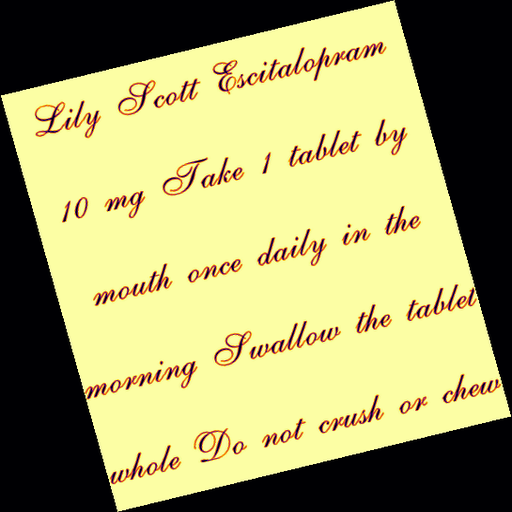 Lily Scott Escitalopram
10 mg Take 1 tablet by
mouth once daily in the
morning Swallow the tablet
whole Do not crush or chew